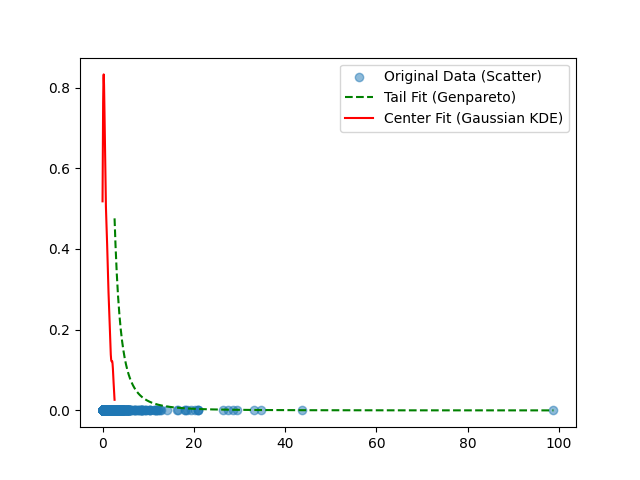 Original Data (Scatter)
Tail Fit (Genpareto)
Center Fit (Gaussian KDE)
0.8
0.6
0.4
0.2
0.0
0 20 40 60 80 100